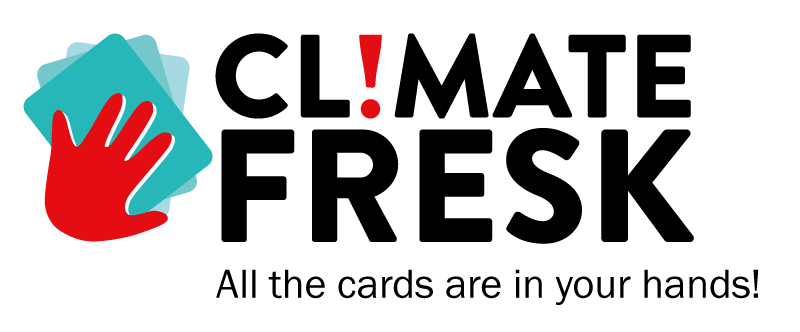 CL!MATE
FRESK
All the cards are in your hands!